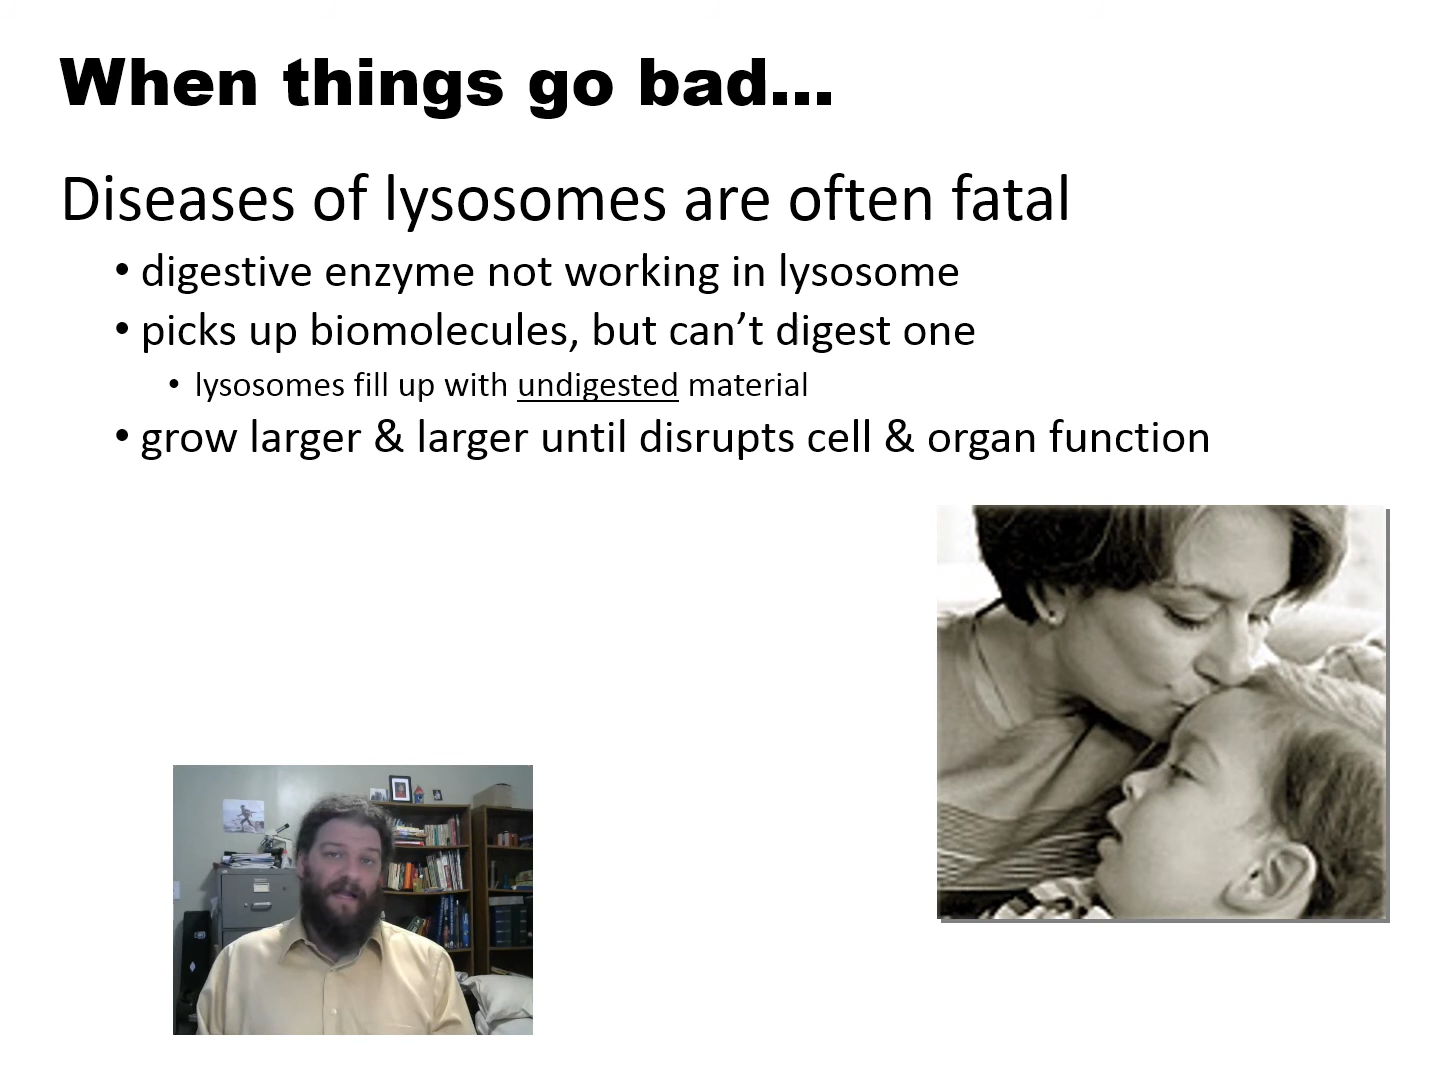 When things go bad…
Diseases of lysosomes are often fatal
• digestive enzyme not working in lysosome
• picks up biomolecules, but can’t digest one
• lysosomes fill up with undigested material
• grow larger & larger until disrupts cell & organ function